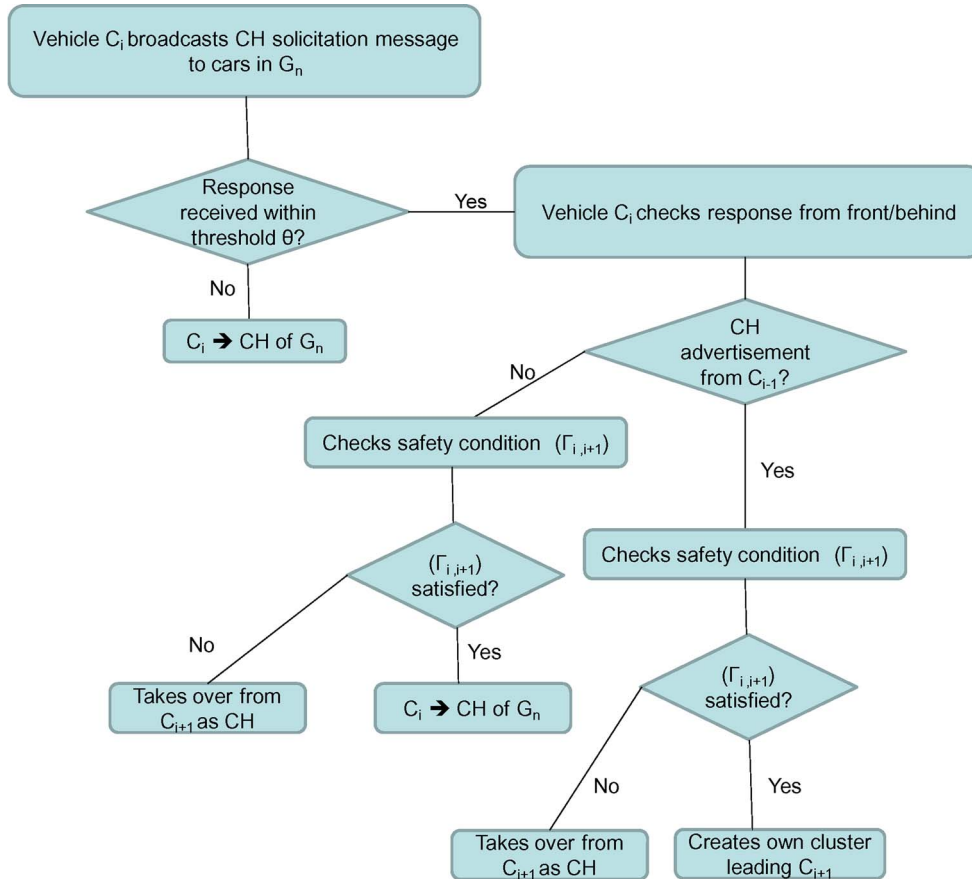 Vehicle Ci broadcasts CH solicitation message
to cars in Gn
Response
received within
threshold θ?
Yes
Vehicle Ci checks response from front/behind
No
Ci ➔ CH of Gn
CH
advertisement
from Ci-1?
No
Checks safety condition (Γi ,i+1)
Yes
Checks safety condition (Γi,i+1)
(Γi ,i+1)
satisfied?
No
Yes
Takes over from
Ci+1 as CH
Ci ➔ CH of Gn
(Γi,i+1)
satisfied?
No
Yes
Takes over from
Ci+1 as CH
Creates own cluster
leading Ci+1